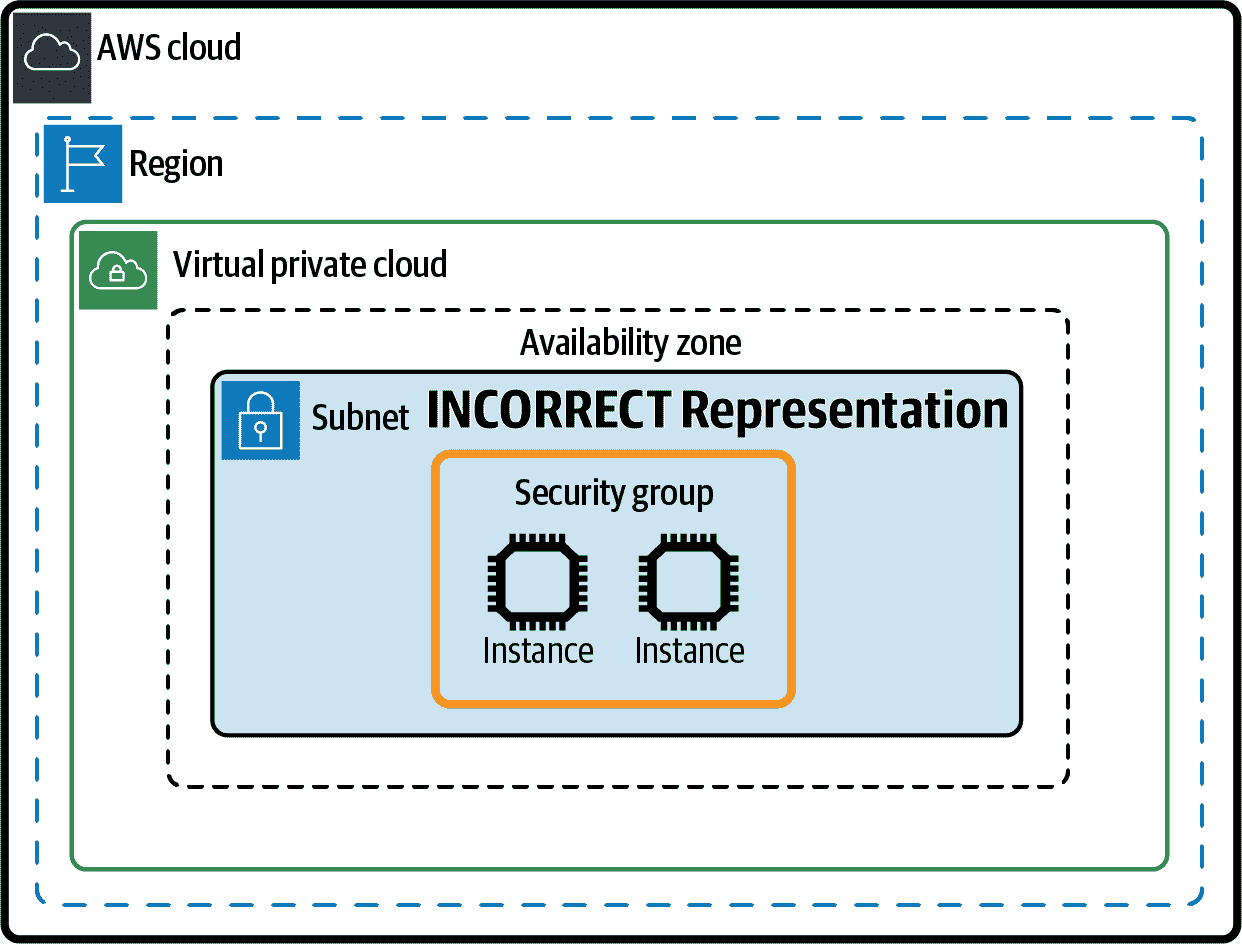 AWS cloud
Region
Virtual private cloud
Availability zone
Subnet INCORRECT Representation
Security group
Instance Instance